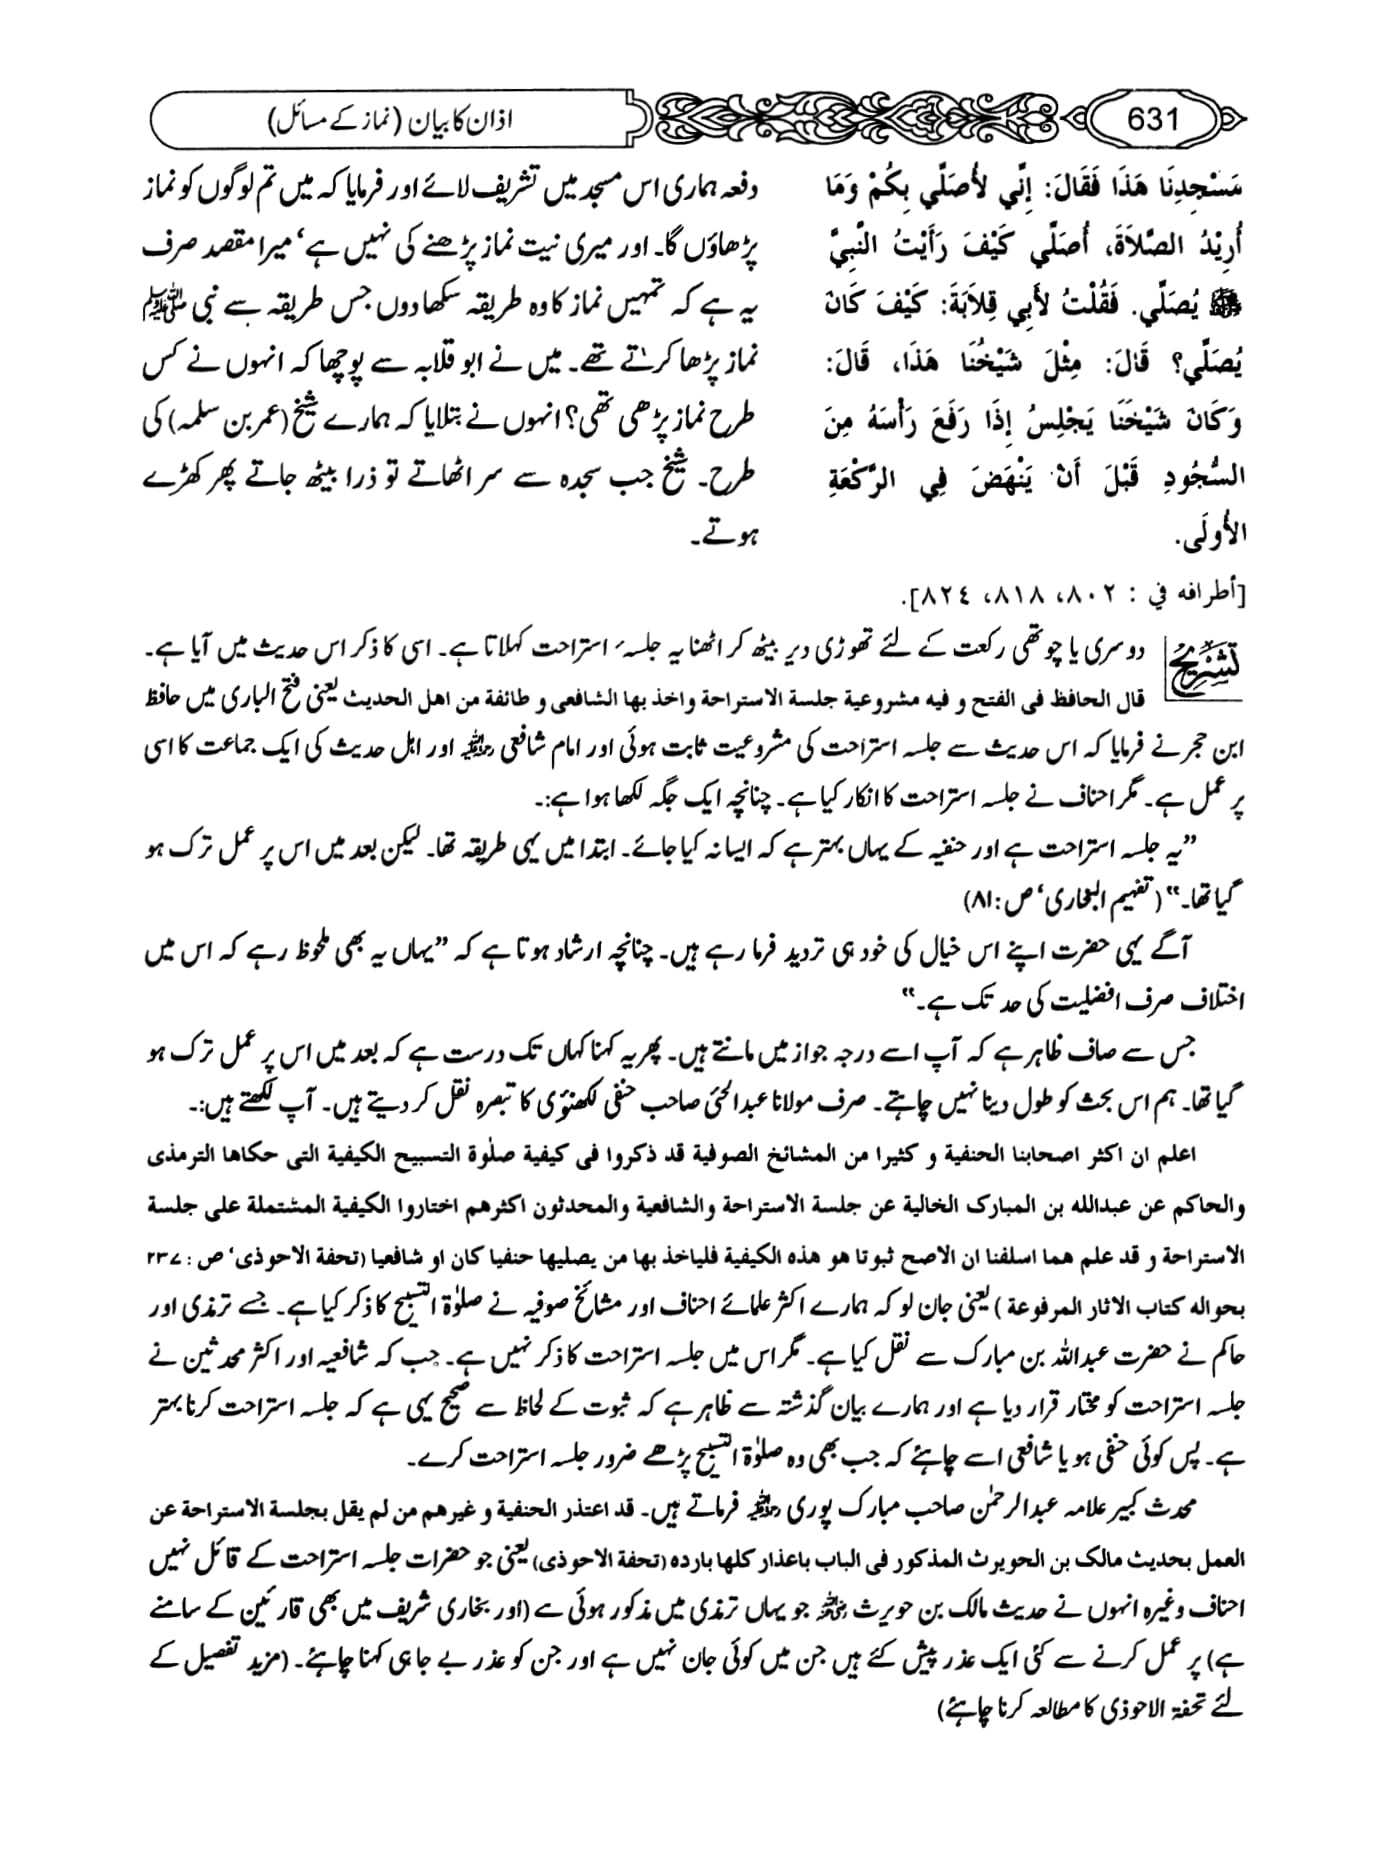 631
اذان کا بیان (نماز کے مسائل)
مَسْجِدِنَا هَذَا فَقَالَ: إِنِّي لأُصَلِّي بِكُمْ وَمَا
أُرِيْدُ الصَّلاَةَ، أُصَلِّي كَيْفَ رَأَيْتُ النَّبِيَّ
ﷺ يُصَلِّي. فَقُلْتُ لأَبِي قِلاَبَةَ: كَيْفَ كَانَ
يُصَلِّي؟ قَالَ: مِثْلَ شَيْخُنَا هَذَا، قَالَ:
وَكَانَ شَيْخُنَا يَجْلِسُ إِذَا رَفَعَ رَأْسَهُ مِنَ
السُّجُودِ قَبْلَ أَنْ يَنْهَضَ فِي الرَّكْعَةِ
الأُولَى.
دفعہ ہماری اس مسجد میں تشریف لائے اور فرمایا کہ میں تم لوگوں کو نماز
پڑھاؤں گا۔ اور میری نیت نماز پڑھنے کی نہیں ہے‘ میرا مقصد صرف
یہ ہے کہ تمہیں نماز کا وہ طریقہ سکھا دوں جس طریقہ سے نبی ﷺ
نماز پڑھا کرتے تھے۔ میں نے ابو قلابہ سے پوچھا کہ انہوں نے کس
طرح نماز پڑھی تھی؟ انہوں نے بتلایا کہ ہمارے شیخ (عمر بن سلمہ) کی
طرح۔ شیخ جب سجدہ سے سر اٹھاتے تو ذرا بیٹھ جاتے پھر کھڑے
ہوتے۔
[أطرافه في : ٨٠٢، ٨١٨، ٨٢٤].
تشریح دوسری یا چوتھی رکعت کے لئے تھوڑی دیر بیٹھ کر اٹھنا یہ جلسۂ استراحت کہلاتا ہے۔ اسی کا ذکر اس حدیث میں آیا ہے۔
قال الحافظ فی الفتح و فیه مشروعیة جلسة الاستراحة واخذ بها الشافعی و طائفة من اهل الحدیث یعنی فتح الباری میں حافظ
ابن حجر نے فرمایا کہ اس حدیث سے جلسہ استراحت کی مشروعیت ثابت ہوئی اور امام شافعی رحمۃ اللہ علیہ اور اہل حدیث کی ایک جماعت کا اسی
پر عمل ہے۔ مگر احناف نے جلسہ استراحت کا انکار کیا ہے۔ چنانچہ ایک جگہ لکھا ہوا ہے:۔
”یہ جلسہ استراحت ہے اور حنفیہ کے یہاں بہتر ہے کہ ایسا نہ کیا جائے۔ ابتدا میں یہی طریقہ تھا۔ لیکن بعد میں اس پر عمل ترک ہو
گیا تھا۔“ (تفہیم البخاری‘ ص:۸۱)
آگے یہی حضرت اپنے اس خیال کی خود ہی تردید فرما رہے ہیں۔ چنانچہ ارشاد ہوتا ہے کہ ”یہاں یہ بھی ملحوظ رہے کہ اس میں
اختلاف صرف افضلیت کی حد تک ہے۔“
جس سے صاف ظاہر ہے کہ آپ اسے درجہ جواز میں مانتے ہیں۔ پھر یہ کہنا کہاں تک درست ہے کہ بعد میں اس پر عمل ترک ہو
گیا تھا۔ ہم اس بحث کو طول دینا نہیں چاہتے۔ صرف مولانا عبدالحئی صاحب حنفی لکھنؤی کا تبصرہ نقل کر دیتے ہیں۔ آپ لکھتے ہیں:۔
اعلم ان اکثر اصحابنا الحنفیة و کثیرا من المشائخ الصوفیة قد ذکروا فی کیفیة صلوٰة التسبیح الکیفیة التی حکاها الترمذی
والحاکم عن عبدالله بن المبارک الخالیة عن جلسة الاستراحة والشافعیة والمحدثون اکثرهم اختاروا الکیفیة المشتملة علی جلسة
الاستراحة و قد علم هما اسلفنا ان الاصح ثبوتا هو هذه الکیفیة فلیاخذ بها من یصلیها حنفیا کان او شافعیا (تحفة الاحوذی‘ ص : ۲۳۷
بحواله کتاب الاثار المرفوعة ) یعنی جان لو کہ ہمارے اکثر علمائے احناف اور مشائخ صوفیہ نے صلوٰۃ التسبیح کا ذکر کیا ہے۔ جسے ترمذی اور
حاکم نے حضرت عبداللہ بن مبارک سے نقل کیا ہے۔ مگر اس میں جلسہ استراحت کا ذکر نہیں ہے۔ جب کہ شافعیہ اور اکثر محدثین نے
جلسہ استراحت کو مختار قرار دیا ہے اور ہمارے بیان گذشتہ سے ظاہر ہے کہ ثبوت کے لحاظ سے صحیح یہی ہے کہ جلسہ استراحت کرنا بہتر
ہے۔ پس کوئی حنفی ہو یا شافعی اسے چاہئے کہ جب بھی وہ صلوٰۃ التسبیح پڑھے ضرور جلسہ استراحت کرے۔
محدث کبیر علامہ عبدالرحمٰن صاحب مبارک پوری رحمۃ اللہ علیہ فرماتے ہیں۔ قد اعتذر الحنفیة و غیرهم من لم یقل بجلسة الاستراحة عن
العمل بحدیث مالک بن الحویرث المذکور فی الباب باعذار کلها بارده (تحفة الاحوذی) یعنی جو حضرات جلسہ استراحت کے قائل نہیں
احناف وغیرہ انہوں نے حدیث مالک بن حویرث رضی اللہ عنہ جو یہاں ترمذی میں مذکور ہوئی ہے (اور بخاری شریف میں بھی قارئین کے سامنے
ہے) پر عمل کرنے سے کئی ایک عذر پیش کئے ہیں جن میں کوئی جان نہیں ہے اور جن کو عذر بے جا ہی کہنا چاہئے۔ (مزید تفصیل کے
لئے تحفۃ الاحوذی کا مطالعہ کرنا چاہئے)